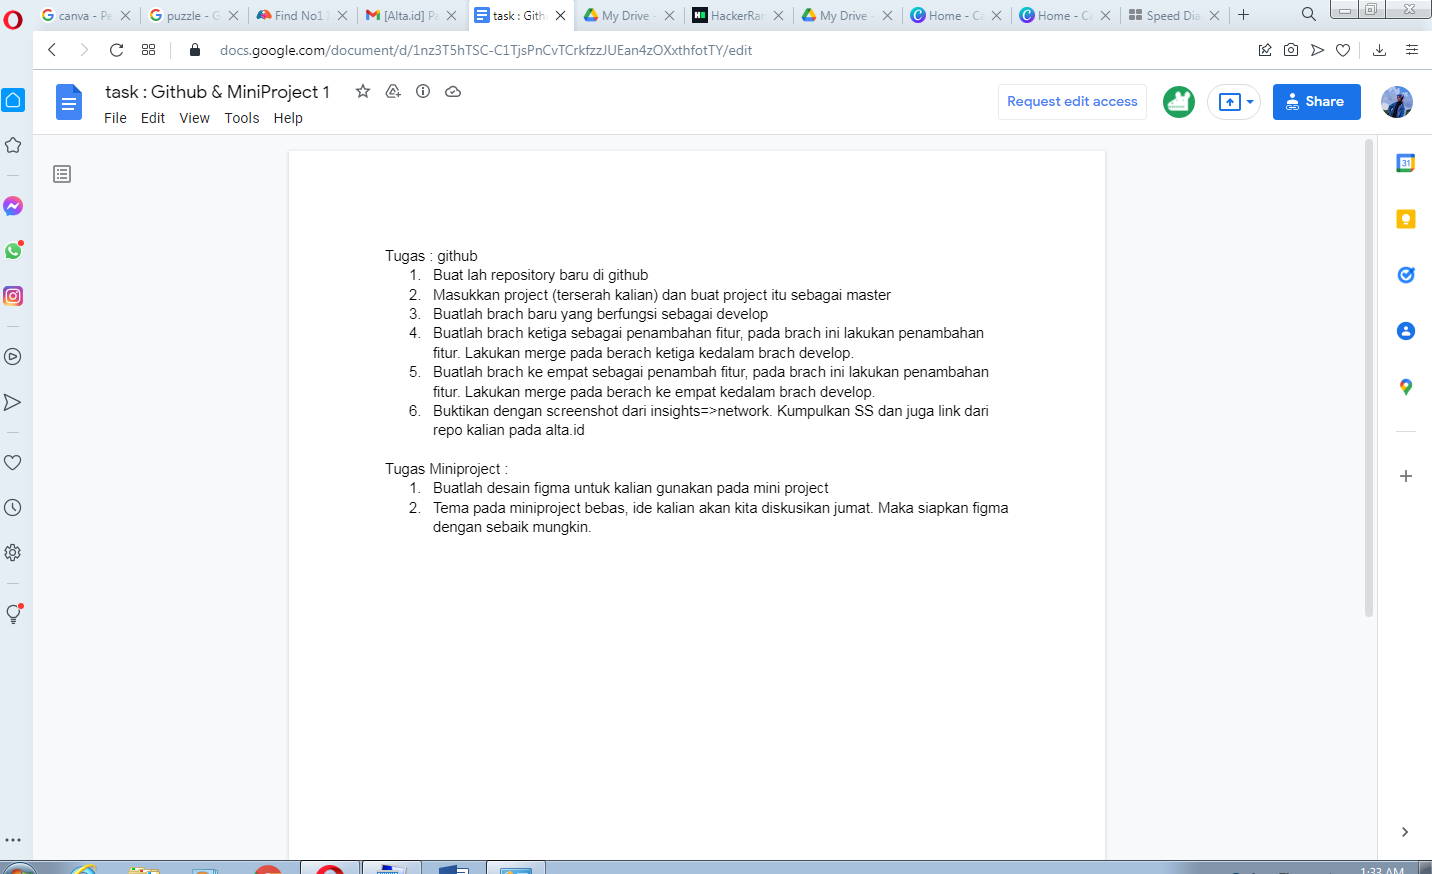 canva - Pe
puzzle - G
Find No1
[Alta.id] Pa
task : Gith
My Drive -
HackerRan
My Drive -
Home - Ca
Home - Ca
Speed Dia
docs.google.com/document/d/1nz3T5hTSC-C1TjsPnCvTCrkfzzJUEan4zOXxthfotTY/edit
task : Github & MiniProject 1
File Edit View Tools Help
Request edit access
Share
31
Tugas : github
1. Buat lah repository baru di github
2. Masukkan project (terserah kalian) dan buat project itu sebagai master
3. Buatlah brach baru yang berfungsi sebagai develop
4. Buatlah brach ketiga sebagai penambahan fitur, pada brach ini lakukan penambahan
fitur. Lakukan merge pada berach ketiga kedalam brach develop.
5. Buatlah brach ke empat sebagai penambah fitur, pada brach ini lakukan penambahan
fitur. Lakukan merge pada berach ke empat kedalam brach develop.
6. Buktikan dengan screenshot dari insights=>network. Kumpulkan SS dan juga link dari
repo kalian pada alta.id
Tugas Miniproject :
1. Buatlah desain figma untuk kalian gunakan pada mini project
2. Tema pada miniproject bebas, ide kalian akan kita diskusikan jumat. Maka siapkan figma
dengan sebaik mungkin.
1:33 AM